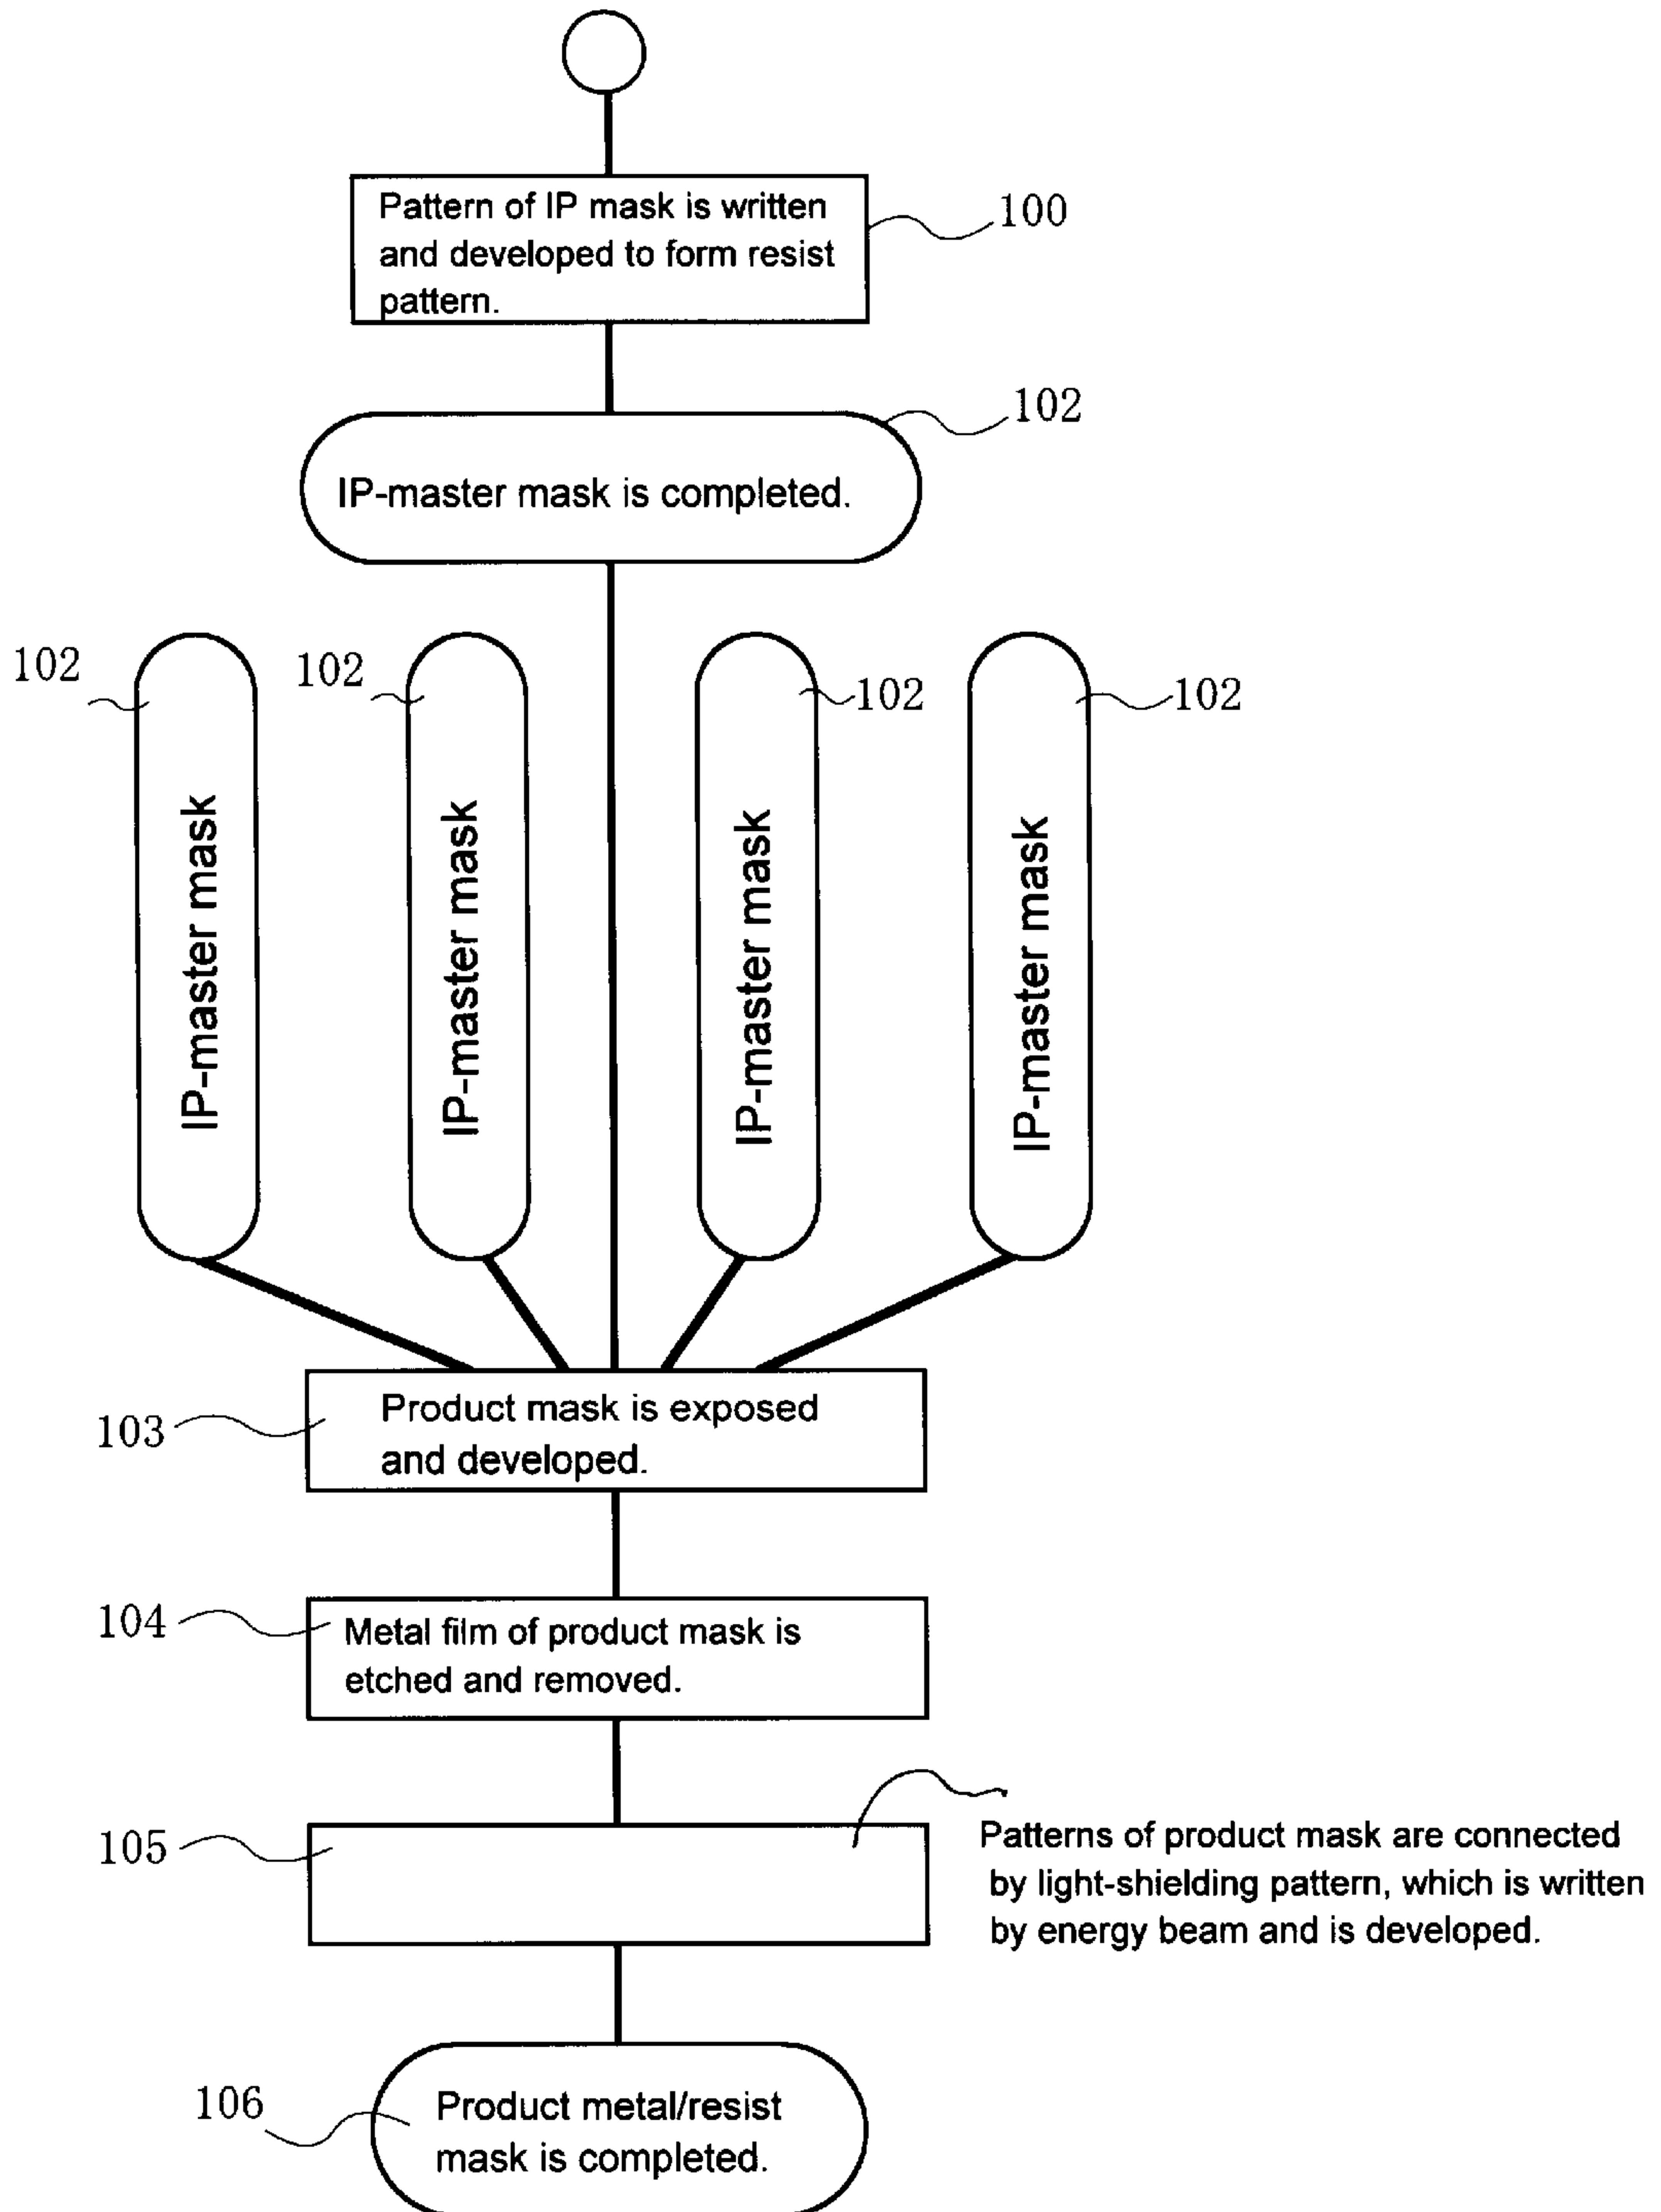 Pattern of IP mask is written
and developed to form resist
pattern.
100
102
IP-master mask is completed.
102
102
102
102
IP-master mask
IP-master mask
IP-master mask
IP-master mask
103
Product mask is exposed
and developed.
104
Metal film of product mask is
etched and removed.
105
Patterns of product mask are connected
by light-shielding pattern, which is written
by energy beam and is developed.
106
Product metal/resist
mask is completed.